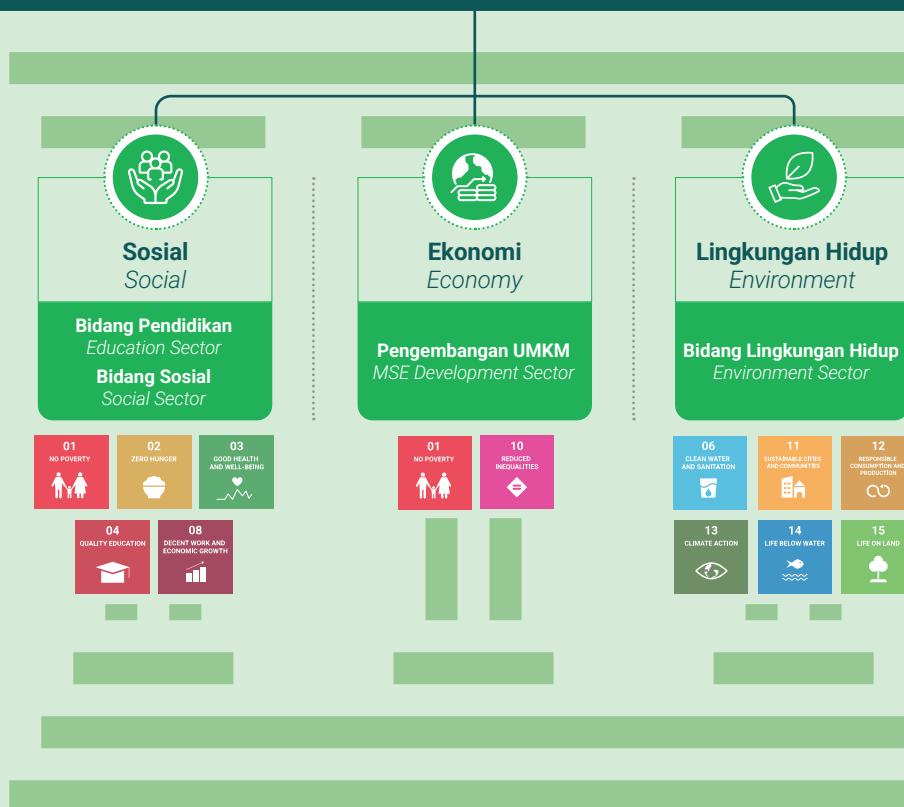 Sosial
Social
Bidang Pendidikan
Education Sector
Bidang Sosial
Social Sector
01
NO POVERTY
02
ZERO HUNGER
03
GOOD HEALTH
AND WELL-BEING
04
QUALITY EDUCATION
08
DECENT WORK AND
ECONOMIC GROWTH
Ekonomi
Economy
Pengembangan UMKM
MSE Development Sector
01
NO POVERTY
10
REDUCED
INEQUALITIES
Lingkungan Hidup
Environment
Bidang Lingkungan Hidup
Environment Sector
06
CLEAN WATER
AND SANITATION
11
SUSTAINABLE CITIES
AND COMMUNITIES
12
RESPONSIBLE
CONSUMPTION AND
PRODUCTION
13
CLIMATE ACTION
14
LIFE BELOW WATER
15
LIFE ON LAND